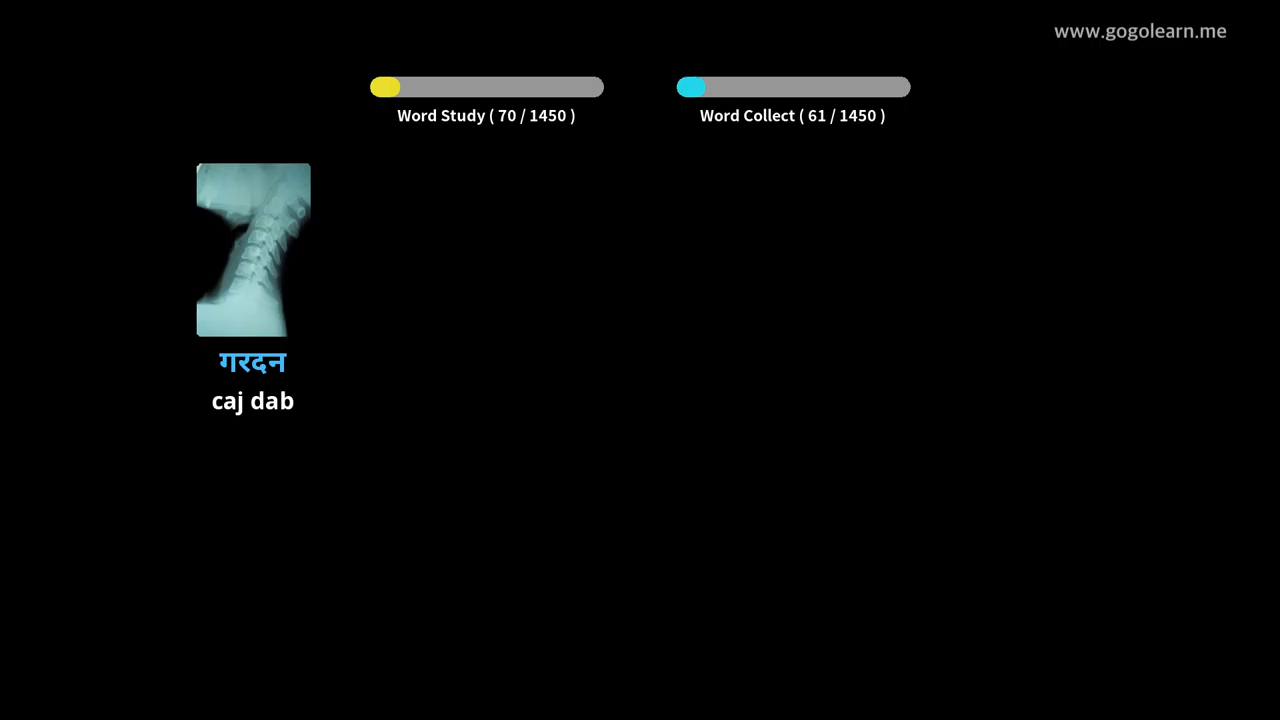 www.gogolearn.me
Word Study ( 70 / 1450 )
Word Collect ( 61 / 1450 )
गरदन
caj dab